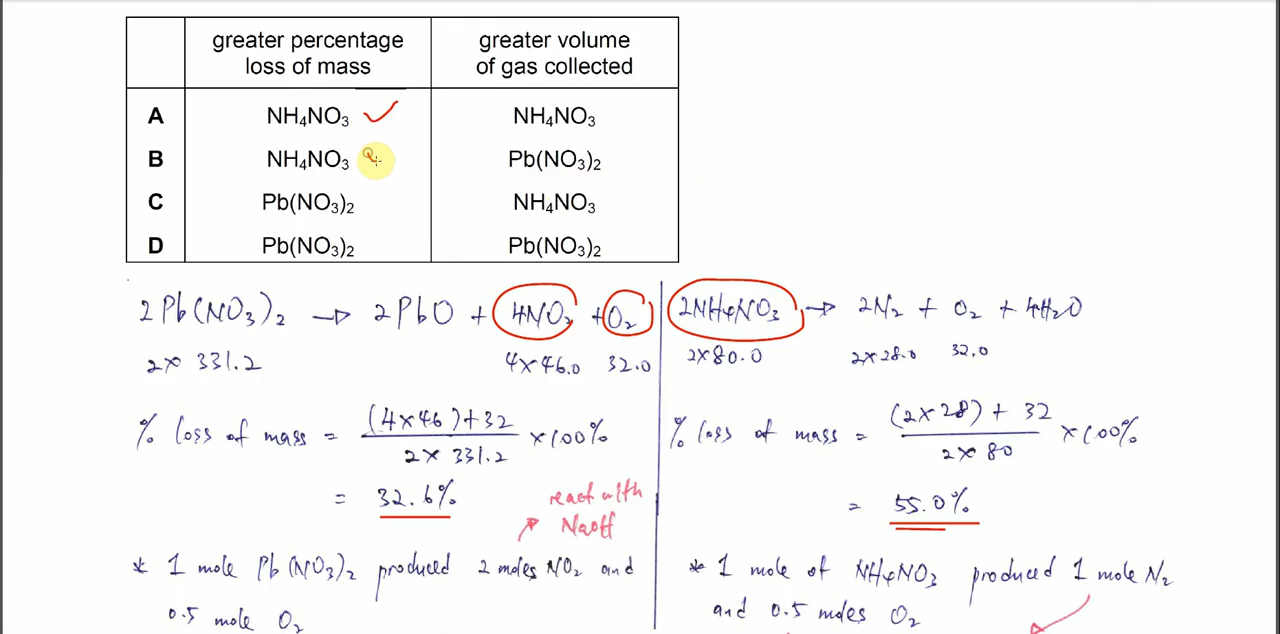 greater percentage loss of mass greater volume of gas collected
A NH₄NO₃ ✓ NH₄NO₃
B NH₄NO₃ Pb(NO₃)₂
C Pb(NO₃)₂ NH₄NO₃
D Pb(NO₃)₂ Pb(NO₃)₂
2Pb(NO₃)₂ → 2PbO + 4NO₂ + O₂
2 × 331.2 4×46.0 32.0
% loss of mass = (4×46)+32 / 2 × 331.2 ×100%
= 32.6%
react with
NaOH
* 1 mole Pb(NO₃)₂ produced 2 moles NO₂ and
0.5 mole O₂
2NH₄NO₃ → 2N₂ + O₂ + 4H₂O
2×80.0 2×28.0 32.0
% loss of mass = (2×28) + 32 / 2×80 ×100%
= 55.0%
* 1 mole of NH₄NO₃ produced 1 mole N₂
and 0.5 moles O₂